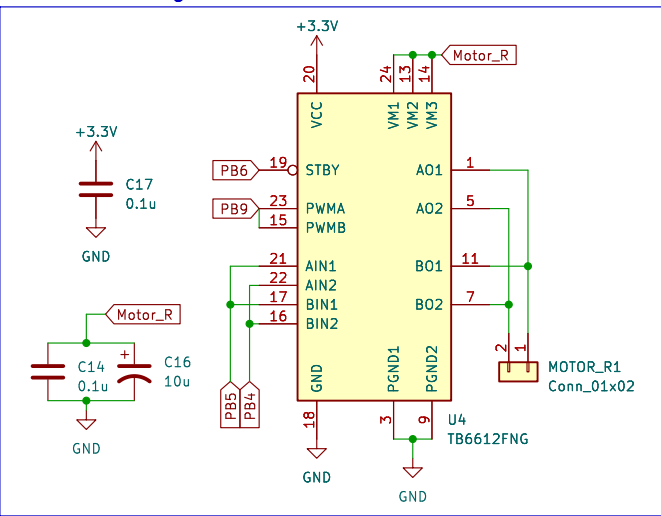 +3.3V
Motor_R
20
24
13
14
VCC
VM1
VM2
VM3
+3.3V
C17
0.1u
GND
PB6
19
STBY
AO1
1
PB9
23
PWMA
AO2
5
15
PWMB
21
AIN1
BO1
11
22
AIN2
17
BIN1
BO2
7
16
BIN2
Motor_R
C14
0.1u
+
C16
10u
GND
PB5
PB4
GND
PGND1
PGND2
18
3
9
GND
GND
U4
TB6612FNG
2
1
MOTOR_R1
Conn_01x02